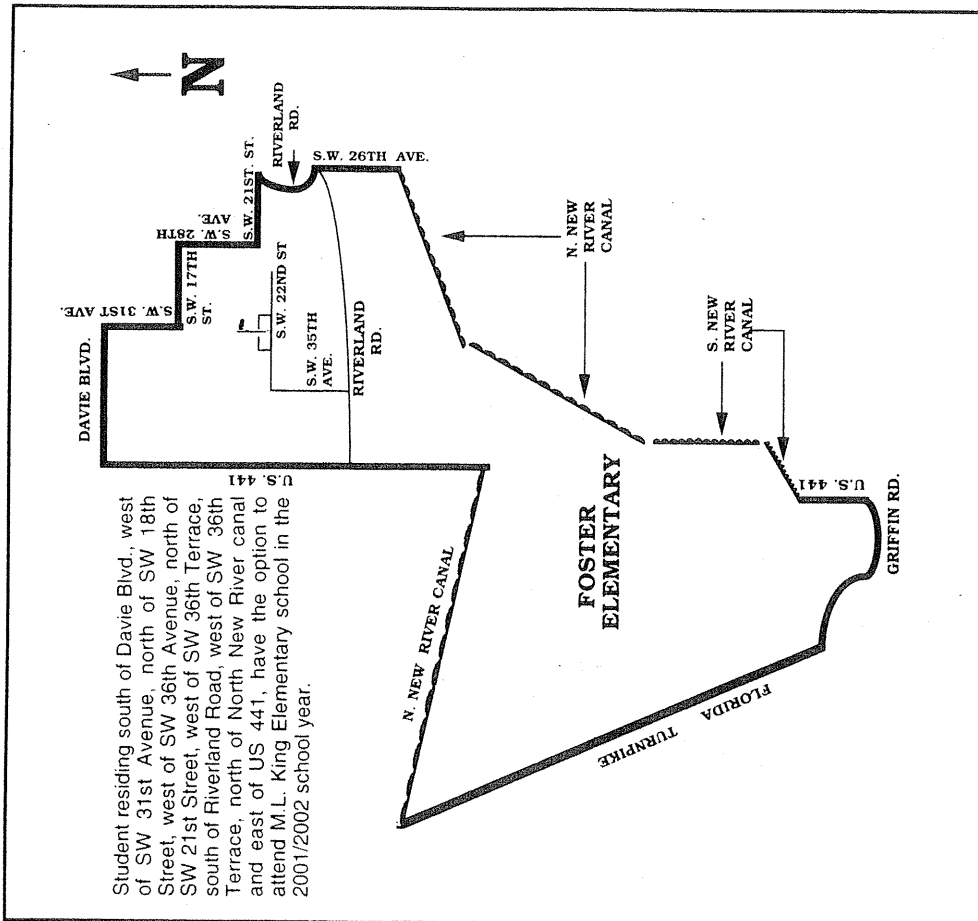 Student residing south of Davie Blvd., west
of SW 31st Avenue, north of SW 18th
Street, west of SW 36th Avenue, north of
SW 21st Street, west of SW 36th Terrace,
south of Riverland Road, west of SW 36th
Terrace, north of North New River canal
and east of US 441, have the option to
attend M.L. King Elementary school in the
2001/2002 school year.
N
DAVIE BLVD.
S.W. 31ST AVE.
S.W. 17TH
ST.
S.W. 28TH
AVE.
S.W. 21ST. ST.
RIVERLAND
RD.
S.W. 26TH AVE.
S.W. 22ND ST
S.W. 35TH
AVE.
RIVERLAND
RD.
U.S. 441
N. NEW
RIVER
CANAL
N. NEW RIVER CANAL
S. NEW
RIVER
CANAL
FOSTER
ELEMENTARY
U.S. 441
GRIFFIN RD.
FLORIDA
TURNPIKE